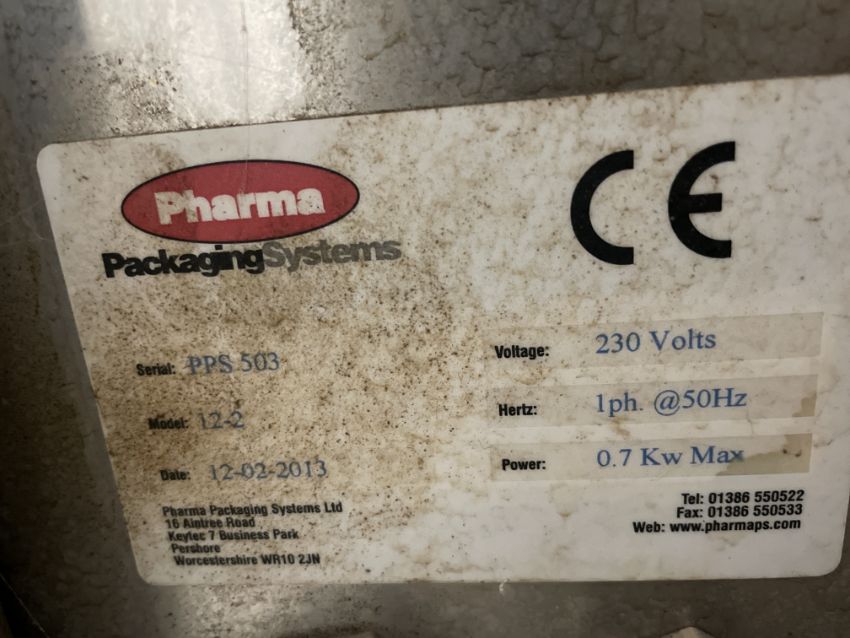 Pharma
PackagingSystems
CE
Serial: PPS 503
Model: 12-2
Date: 12-02-2013
Voltage: 230 Volts
Hertz: 1ph. @50Hz
Power: 0.7 Kw Max
Pharma Packaging Systems Ltd
16 Aintree Road
Keytec 7 Business Park
Pershore
Worcestershire WR10 2JN
Tel: 01386 550522
Fax: 01386 550533
Web: www.pharmaps.com